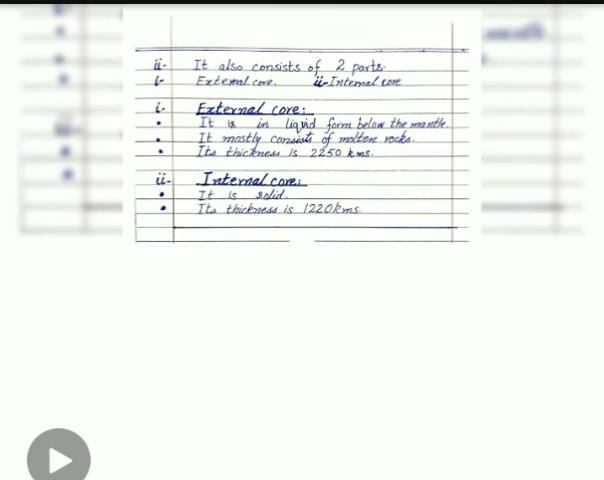 ii- It also consists of 2 parts.
i- External core. ii- Internal core
i. External core:
• It is in liquid form below the mantle.
• It mostly consists of molten rocks.
• Its thickness is 2250 kms.
ii- Internal core:
• It is solid.
• Its thickness is 1220kms.